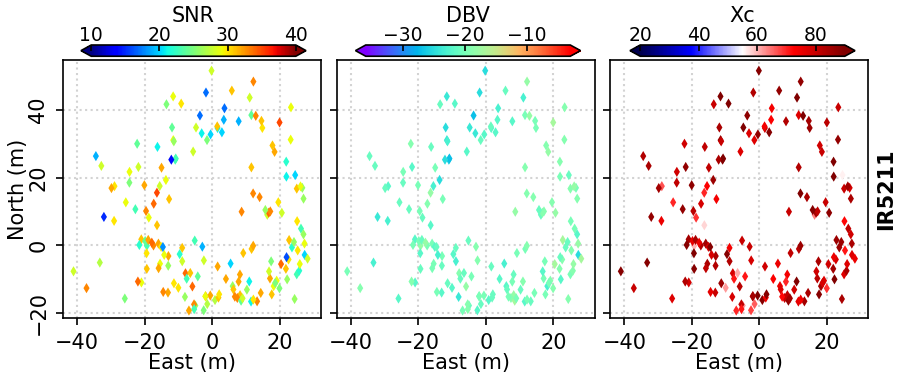 SNR DBV Xc
10 20 30 40 −30 −20 −10 20 40 60 80
40
20
0
−20
North (m)
−40 −20 0 20 −40 −20 0 20 −40 −20 0 20
East (m) East (m) East (m)
IR5211